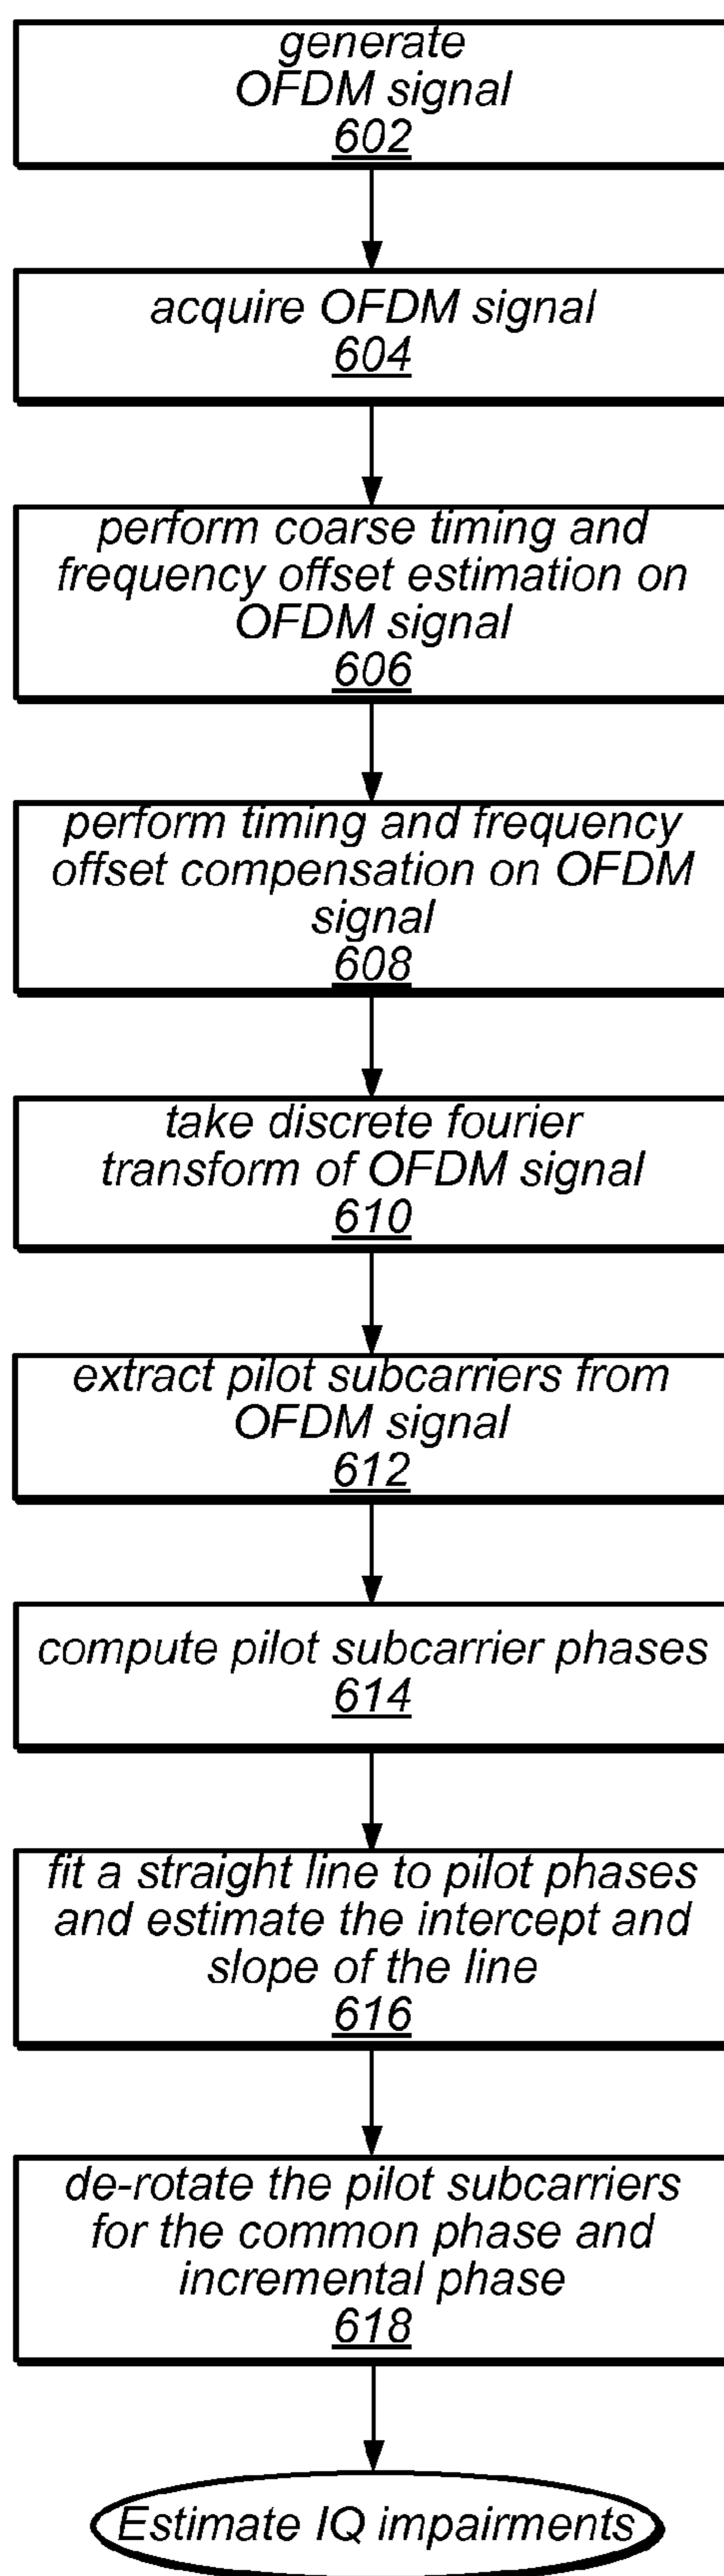 generate
OFDM signal
602
acquire OFDM signal
604
perform coarse timing and
frequency offset estimation on
OFDM signal
606
perform timing and frequency
offset compensation on OFDM
signal
608
take discrete fourier
transform of OFDM signal
610
extract pilot subcarriers from
OFDM signal
612
compute pilot subcarrier phases
614
fit a straight line to pilot phases
and estimate the intercept and
slope of the line
616
de-rotate the pilot subcarriers
for the common phase and
incremental phase
618
Estimate IQ impairments